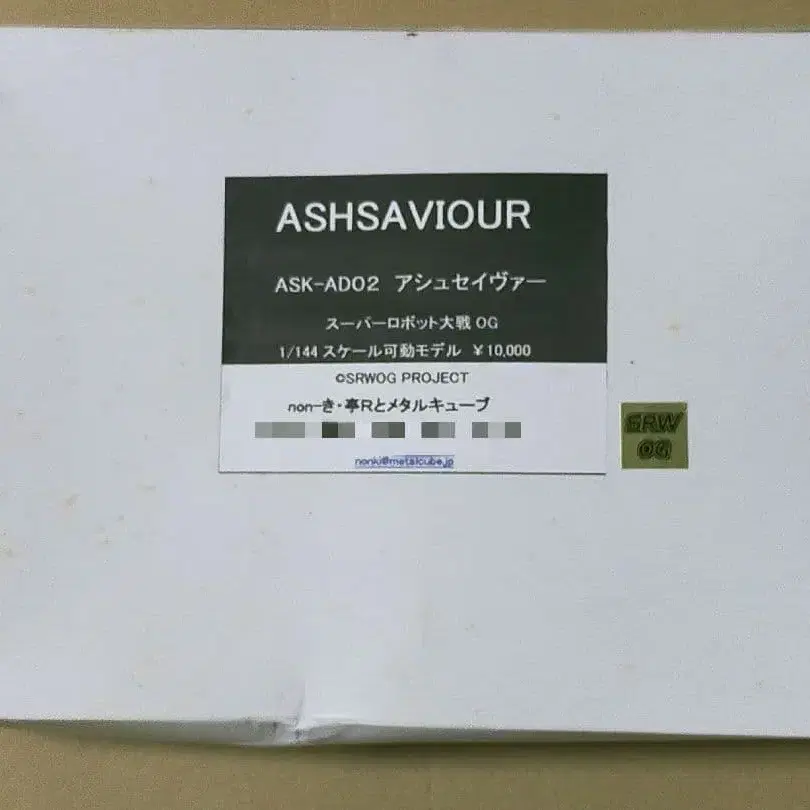 ASHSAVIOUR
ASK-AD02 アシュセイヴァー
スーパーロボット大戦 OG
1/144 スケール可動モデル ￥10,000
©SRWOG PROJECT
non-き・亭Rとメタルキューブ
nonki@metalcube.jp
SRW
OG